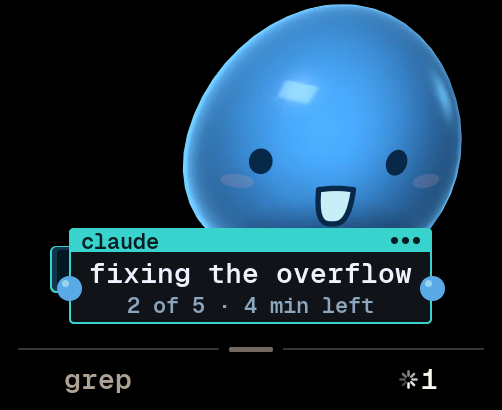 claude
fixing the overflow
2 of 5 · 4 min left
grep
1